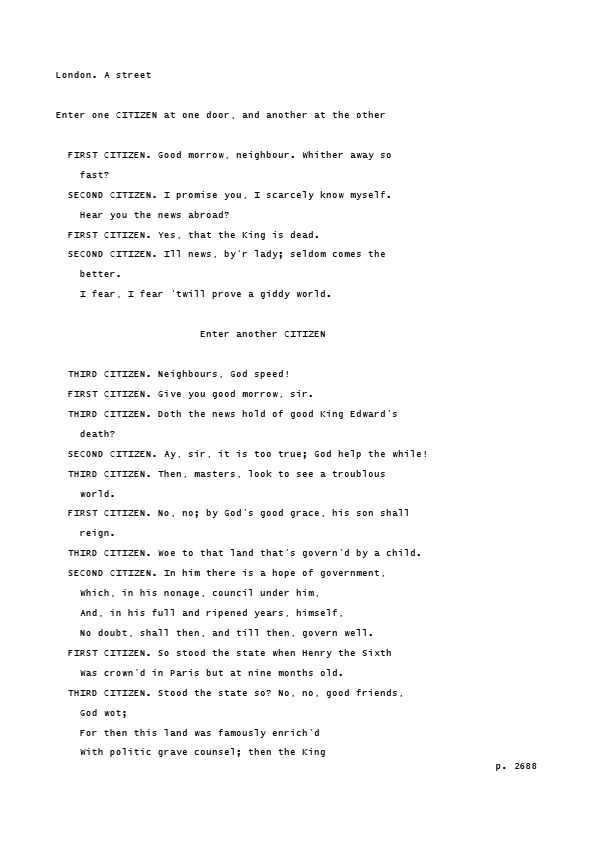 London. A street
Enter one CITIZEN at one door, and another at the other
FIRST CITIZEN. Good morrow, neighbour. Whither away so
fast?
SECOND CITIZEN. I promise you, I scarcely know myself.
Hear you the news abroad?
FIRST CITIZEN. Yes, that the King is dead.
SECOND CITIZEN. Ill news, by'r lady; seldom comes the
better.
I fear, I fear 'twill prove a giddy world.
Enter another CITIZEN
THIRD CITIZEN. Neighbours, God speed!
FIRST CITIZEN. Give you good morrow, sir.
THIRD CITIZEN. Doth the news hold of good King Edward's
death?
SECOND CITIZEN. Ay, sir, it is too true; God help the while!
THIRD CITIZEN. Then, masters, look to see a troublous
world.
FIRST CITIZEN. No, no; by God's good grace, his son shall
reign.
THIRD CITIZEN. Woe to that land that's govern'd by a child.
SECOND CITIZEN. In him there is a hope of government,
Which, in his nonage, council under him,
And, in his full and ripened years, himself,
No doubt, shall then, and till then, govern well.
FIRST CITIZEN. So stood the state when Henry the Sixth
Was crown'd in Paris but at nine months old.
THIRD CITIZEN. Stood the state so? No, no, good friends,
God wot;
For then this land was famously enrich'd
With politic grave counsel; then the King
p. 2688